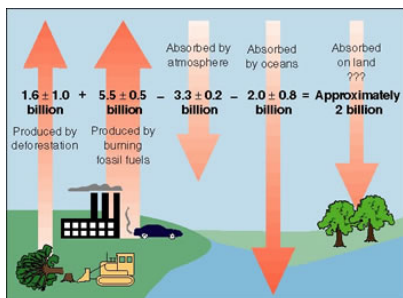 Absorbed by
atmosphere
Absorbed
by oceans
Absorbed
on land
???
1.6 ± 1.0 + 5.5 ± 0.5 – 3.3 ± 0.2 – 2.0 ± 0.8 = Approximately
billion billion billion billion 2 billion
Produced by
deforestation
Produced by
burning
fossil fuels